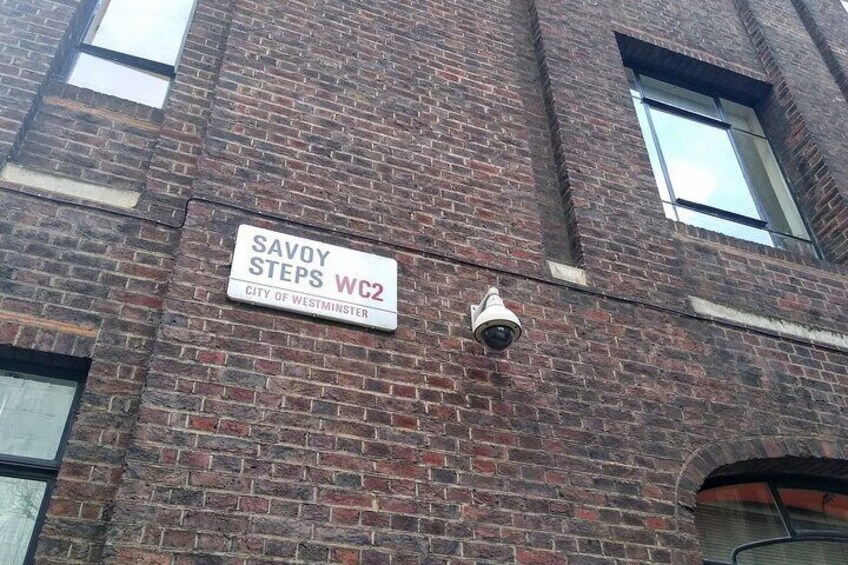 SAVOY
STEPS WC2
CITY OF WESTMINSTER